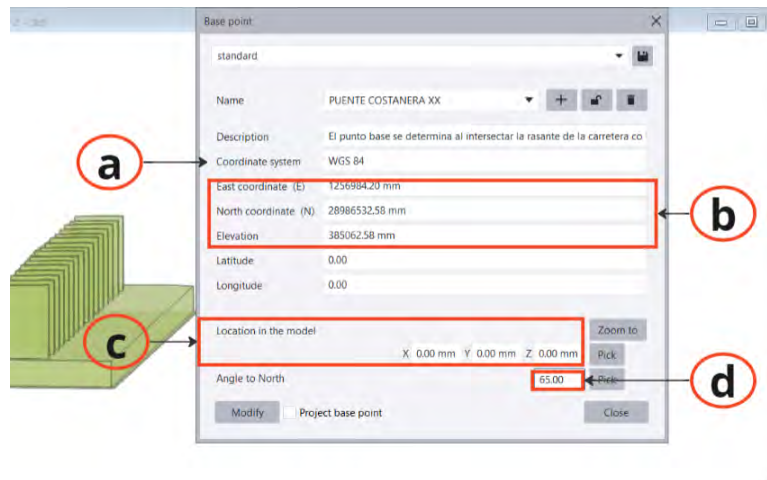 Base point
standard
Name PUENTE COSTANERA XX
Description El punto base se determina al intersectar la rasante de la carretera co
a
Coordinate system WGS 84
East coordinate (E) 1256984.20 mm
North coordinate (N) 28986532.58 mm
b
Elevation 385062.58 mm
Latitude 0.00
Longitude 0.00
Location in the model Zoom to
c
X 0.00 mm Y 0.00 mm Z 0.00 mm Pick
Angle to North 65.00 Pick
d
Modify Project base point Close